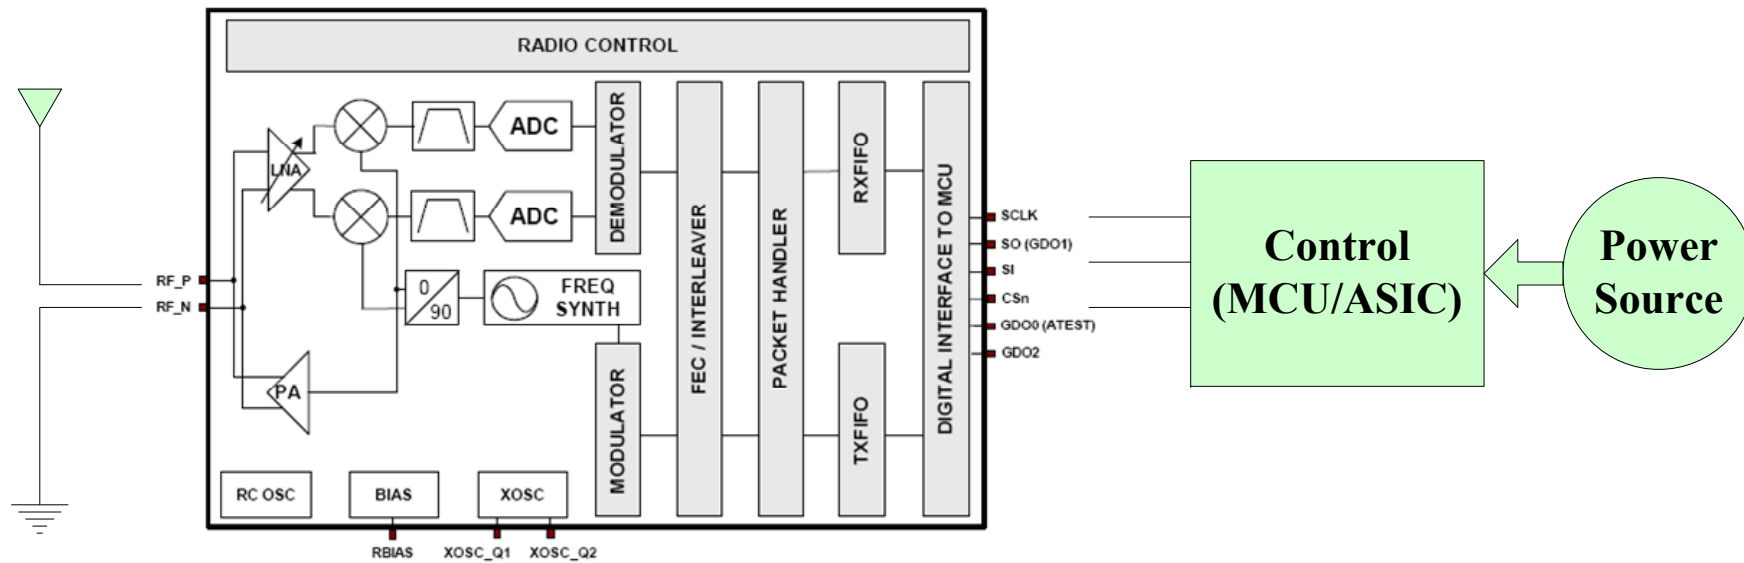 RADIO CONTROL
LNA
ADC
ADC
DEMODULATOR
FEC / INTERLEAVER
PACKET HANDLER
RXFIFO
DIGITAL INTERFACE TO MCU
RF_P
RF_N
0
90
FREQ
SYNTH
PA
MODULATOR
TXFIFO
SCLK
SO (GDO1)
SI
CSn
GDO0 (ATEST)
GDO2
Control
(MCU/ASIC)
Power
Source
RC OSC
BIAS
XOSC
RBIAS
XOSC_Q1
XOSC_Q2